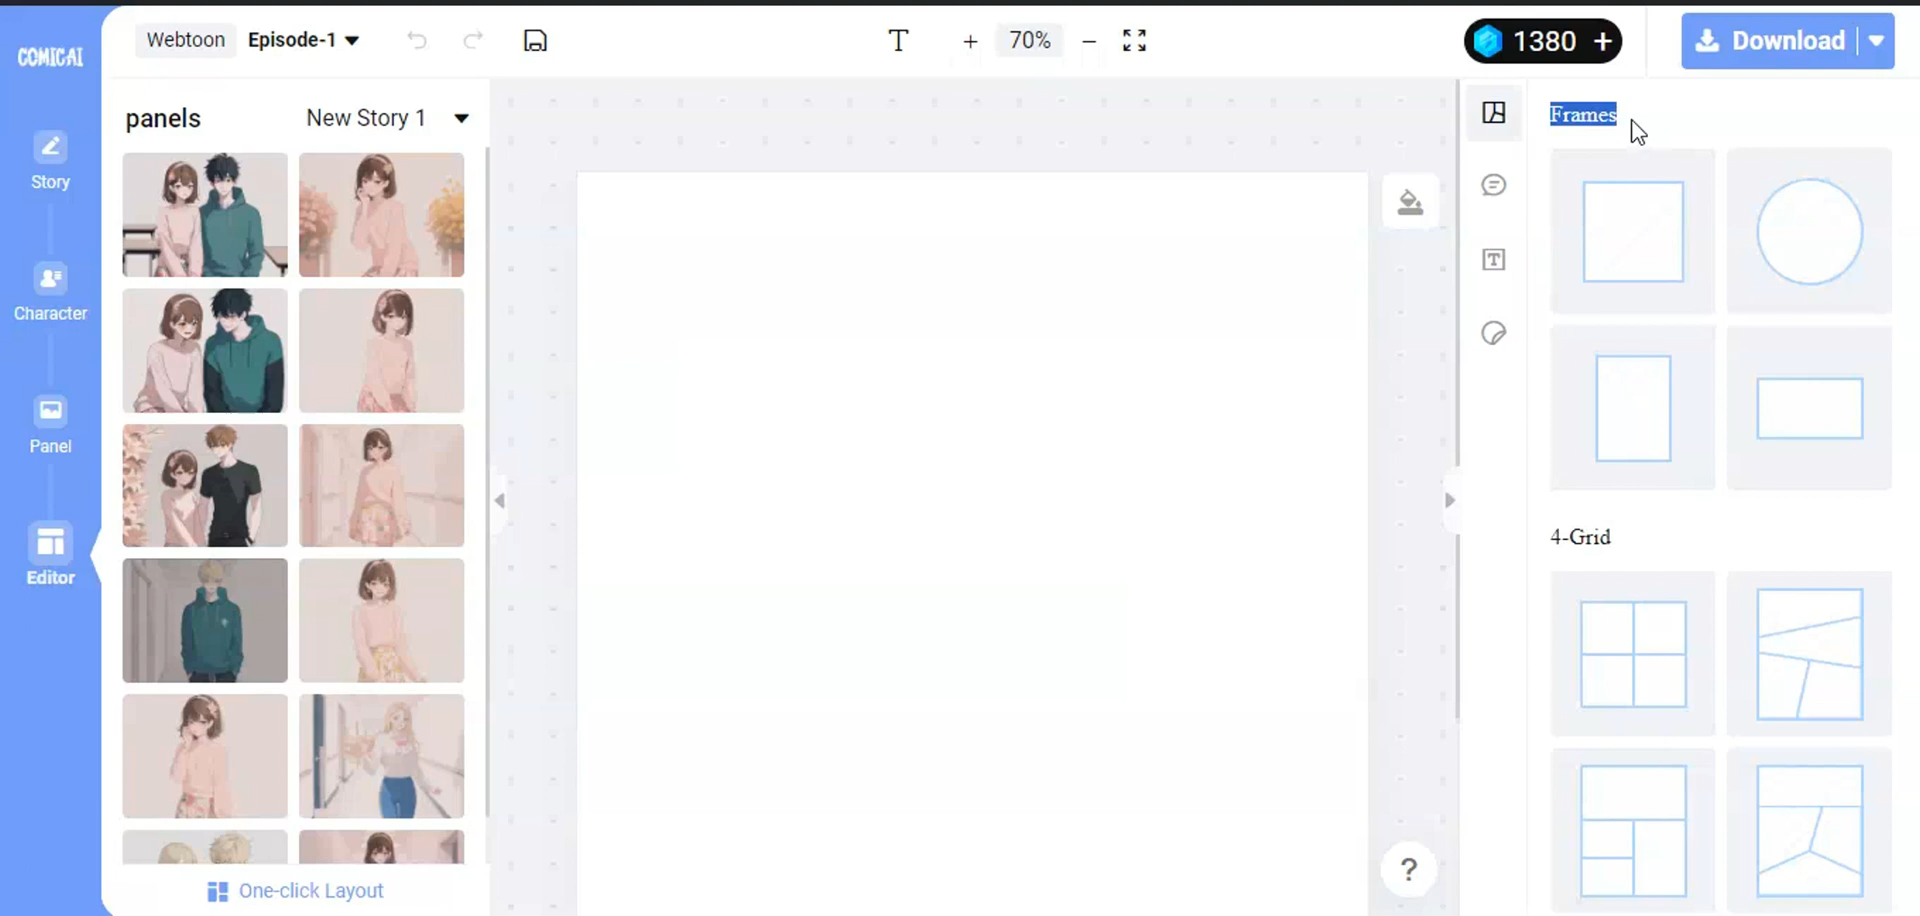 COMICAI
Webtoon Episode-1
T + 70% −
1380 +
Download
Story
Character
Panel
Editor
panels New Story 1
One-click Layout
?
T
Frames
4-Grid